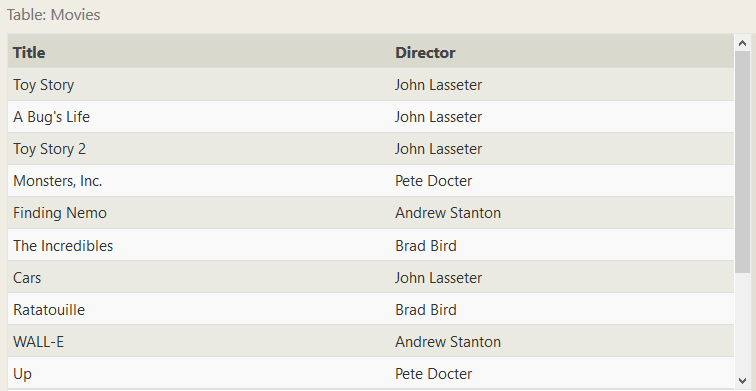 Table: Movies
Title Director
Toy Story John Lasseter
A Bug's Life John Lasseter
Toy Story 2 John Lasseter
Monsters, Inc. Pete Docter
Finding Nemo Andrew Stanton
The Incredibles Brad Bird
Cars John Lasseter
Ratatouille Brad Bird
WALL-E Andrew Stanton
Up Pete Docter